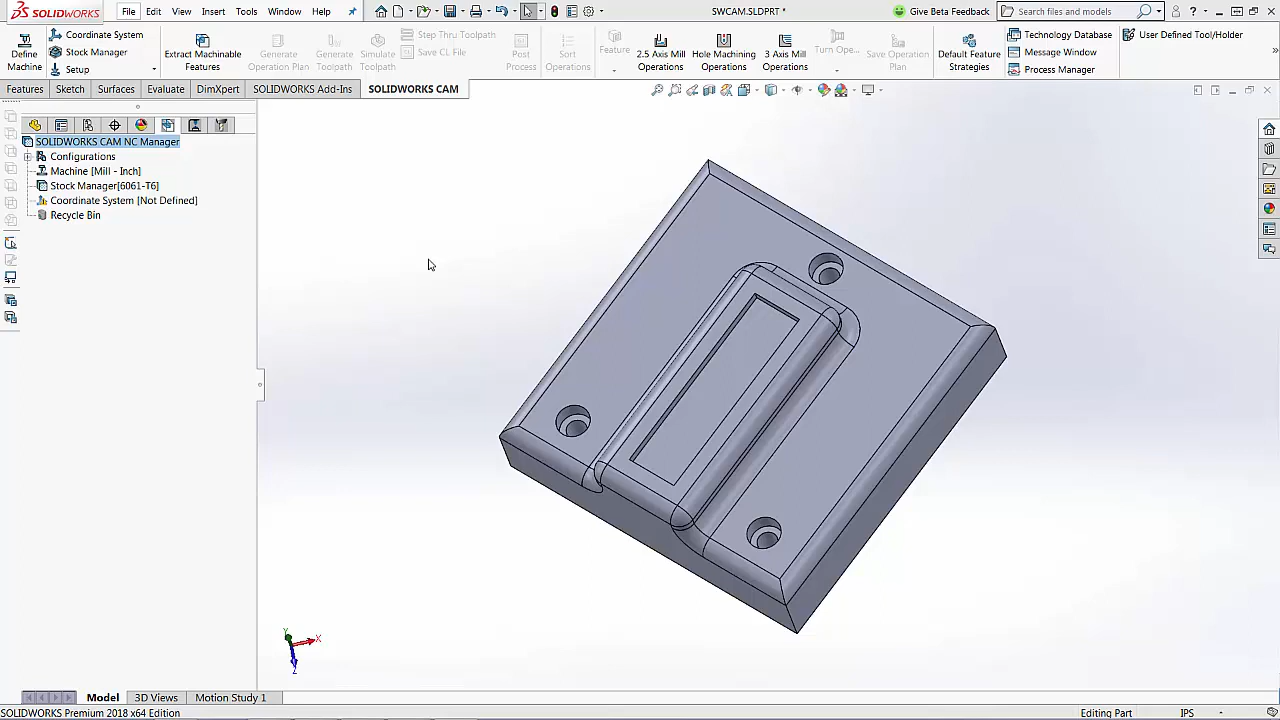 SOLIDWORKS
File Edit View Insert Tools Window Help
SWCAM.SLDPRT *
Give Beta Feedback
Search files and models
Define Machine
Coordinate System
Stock Manager
Setup
Extract Machinable Features
Generate Operation Plan
Generate Toolpath
Simulate Toolpath
Step Thru Toolpath
Save CL File
Post Process
Sort Operations
Feature
2.5 Axis Mill Operations
Hole Machining Operations
3 Axis Mill Operations
Turn Ope...
Save Operation Plan
Default Feature Strategies
Technology Database
Message Window
Process Manager
User Defined Tool/Holder
Features Sketch Surfaces Evaluate DimXpert SOLIDWORKS Add-Ins SOLIDWORKS CAM
SOLIDWORKS CAM NC Manager
Configurations
Machine [Mill - Inch]
Stock Manager[6061-T6]
Coordinate System [Not Defined]
Recycle Bin
Y
X
Z
Model 3D Views Motion Study 1
SOLIDWORKS Premium 2018 x64 Edition
Editing Part
IPS
-